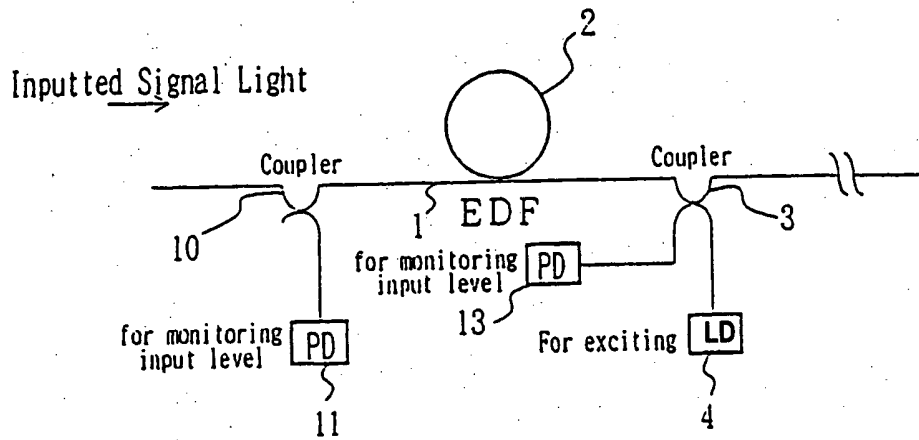 2
Inputted Signal Light
Coupler
Coupler
10
1
EDF
3
for monitoring
input level
PD
13
for monitoring
input level
PD
For exciting
LD
11
4